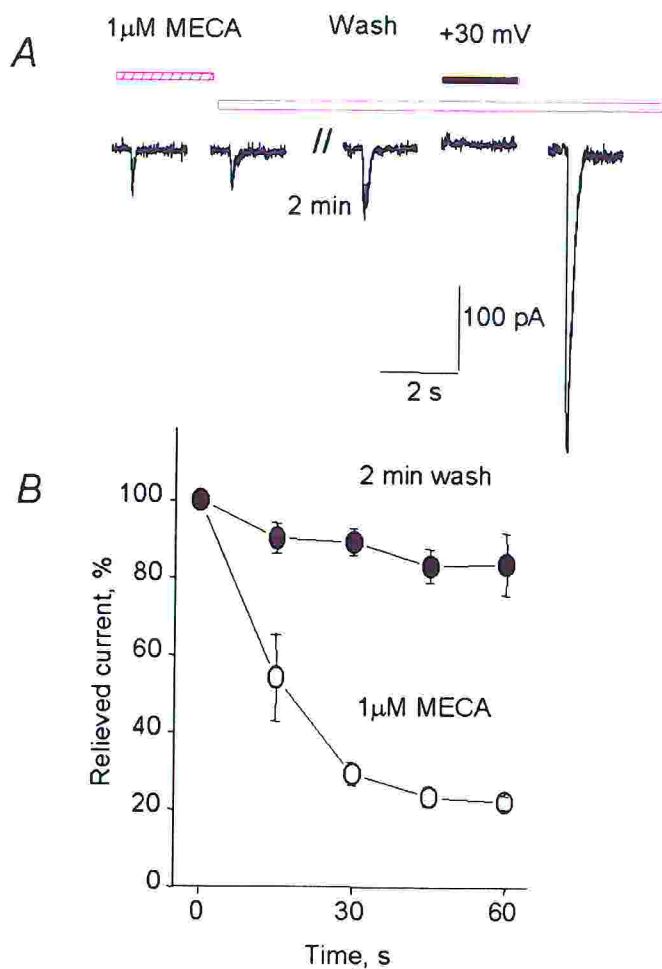 A
1μM MECA Wash +30 mV
//
2 min
100 pA
2 s
B
2 min wash
1μM MECA
Relieved current, %
100
80
60
40
20
0
0 30 60
Time, s